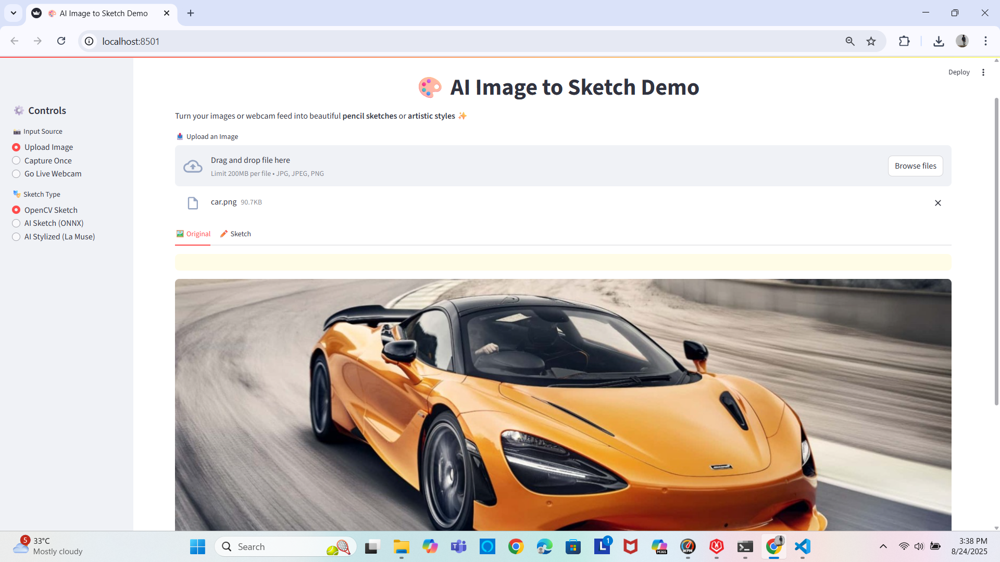 AI Image to Sketch Demo
localhost:8501
Deploy
AI Image to Sketch Demo
Controls
Turn your images or webcam feed into beautiful pencil sketches or artistic styles
Input Source
Upload Image
Capture Once
Go Live Webcam
Sketch Type
OpenCV Sketch
AI Sketch (ONNX)
AI Stylized (La Muse)
Upload an Image
Drag and drop file here
Limit 200MB per file • JPG, JPEG, PNG
Browse files
car.png 90.7KB
Original
Sketch
5
33°C
Mostly cloudy
Search
1
M365
WPM
3:38 PM
8/24/2025